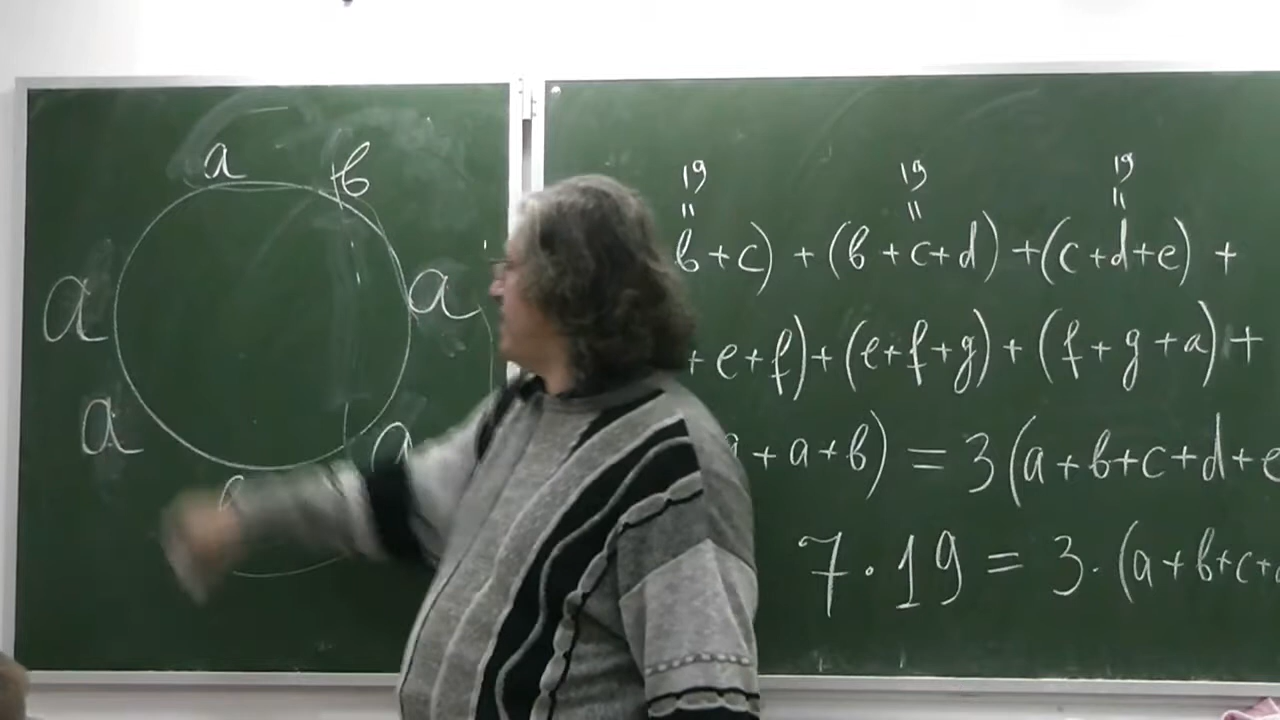 a в
a a
a a
a
19 19 19
= = =
в+c) + (в+c+d) + (c+d+e) +
+e+f) + (e+f+g) + (f+g+a) +
+a+в) = 3(a+в+c+d+e
7·19 = 3·(a+в+c+